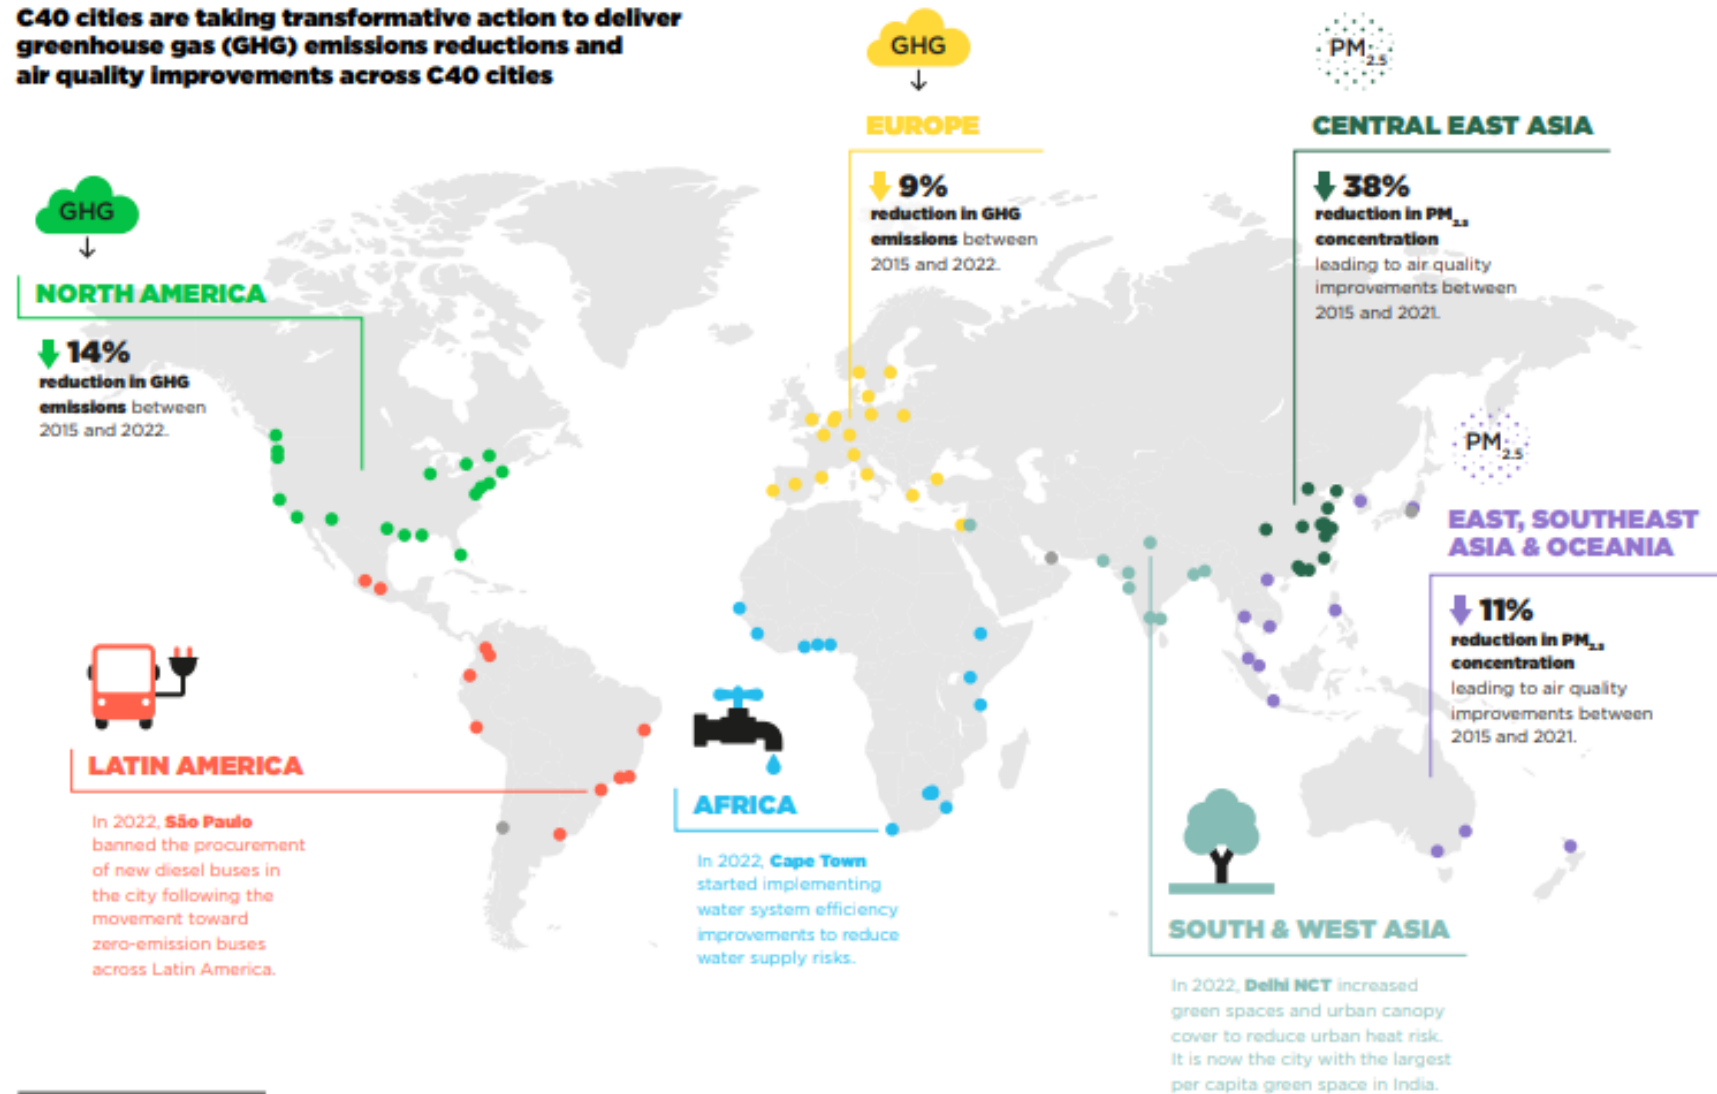 C40 cities are taking transformative action to deliver
greenhouse gas (GHG) emissions reductions and
air quality improvements across C40 cities
GHG
NORTH AMERICA
14%
reduction in GHG
emissions between
2015 and 2022.
GHG
EUROPE
9%
reduction in GHG
emissions between
2015 and 2022.
PM2.5
CENTRAL EAST ASIA
38%
reduction in PM2.5
concentration
leading to air quality
improvements between
2015 and 2021.
PM2.5
EAST, SOUTHEAST
ASIA & OCEANIA
11%
reduction in PM2.5
concentration
leading to air quality
improvements between
2015 and 2021.
LATIN AMERICA
In 2022, São Paulo
banned the procurement
of new diesel buses in
the city following the
movement toward
zero-emission buses
across Latin America.
AFRICA
In 2022, Cape Town
started implementing
water system efficiency
improvements to reduce
water supply risks.
SOUTH & WEST ASIA
In 2022, Delhi NCT increased
green spaces and urban canopy
cover to reduce urban heat risk.
It is now the city with the largest
per capita green space in India.